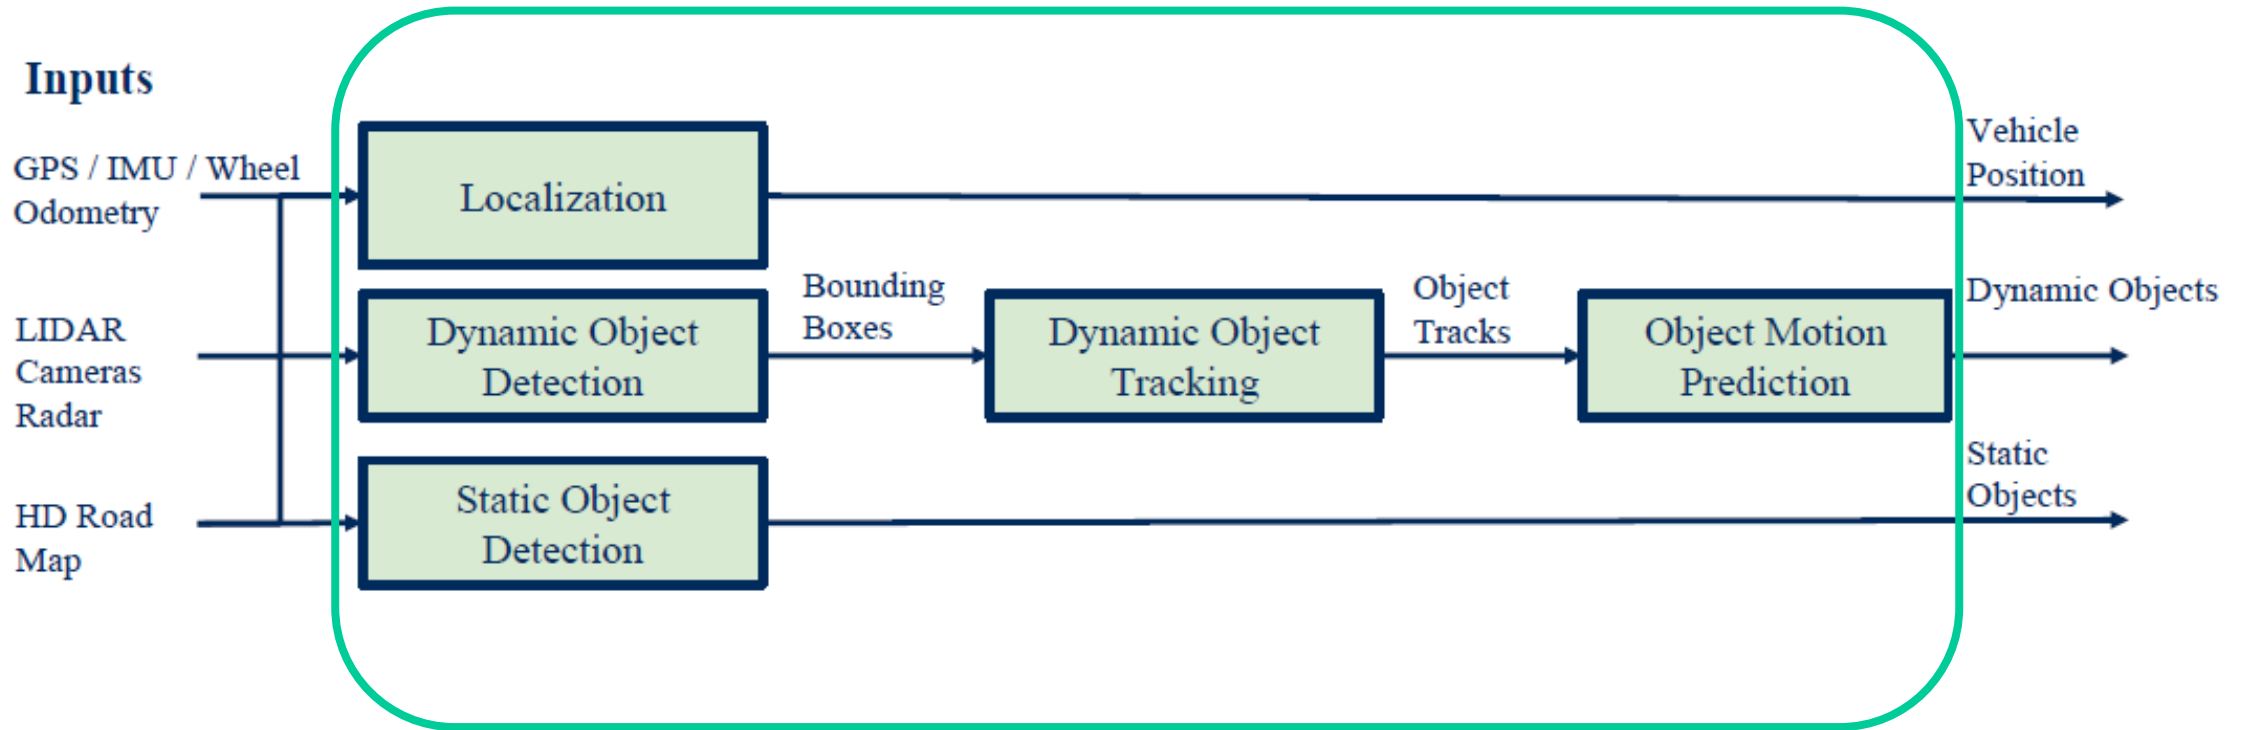 Inputs
GPS / IMU / Wheel
Odometry
LIDAR
Cameras
Radar
HD Road
Map
Localization
Dynamic Object
Detection
Static Object
Detection
Bounding
Boxes
Dynamic Object
Tracking
Object
Tracks
Object Motion
Prediction
Vehicle
Position
Dynamic Objects
Static
Objects